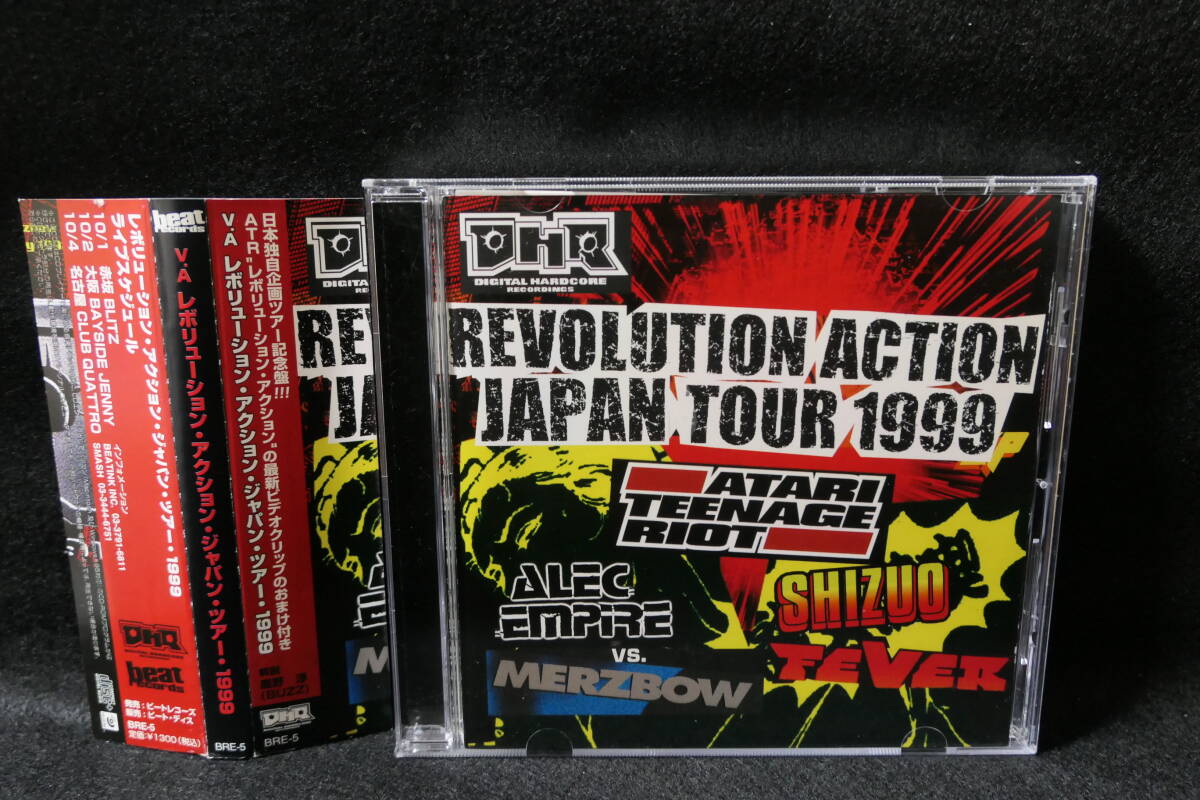 beat
records
V.A レボリューション・アクション・ジャパン・ツアー・1999
レボリューション・アクション・ジャパン・ツアー・1999
ライブスケジュール
10/1 赤坂 BLITZ
10/2 大阪 BAYSIDE JENNY
10/4 名古屋 CLUB QUATTRO
インフォメーション
BEATINK INC. 03-3791-6811
SMASH 03-3444-6751
DHR
DIGITAL HARDCORE
beat
records
発売:ビートレコーズ
販売:ビート・ディス
BRE-5
定価:¥1300(税込)
BRE-5
日本独自企画ツアー記念盤!!!
ATR"レボリューション・アクション"の最新ビデオクリップのおまけ付き
V.A レボリューション・アクション・ジャパン・ツアー・1999
(BUZZ)
DHR
BRE-5
DIGITAL HARDCORE
RECORDINGS
DHR
DIGITAL HARDCORE
RECORDINGS
REVOLUTION ACTION
JAPAN TOUR 1999
ATARI
TEENAGE
RIOT
ALEC
EMPIRE
VS.
MERZBOW
SHIZUO
FEVER